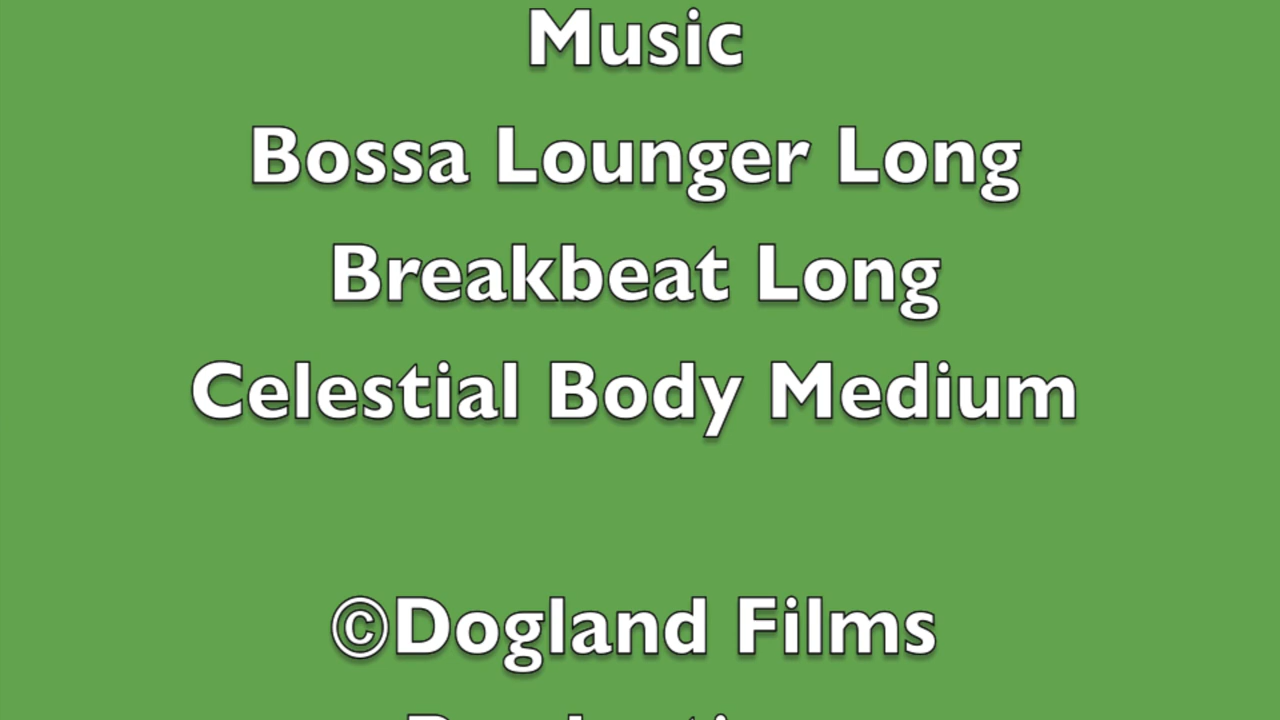 Music
Bossa Lounger Long
Breakbeat Long
Celestial Body Medium
©Dogland Films